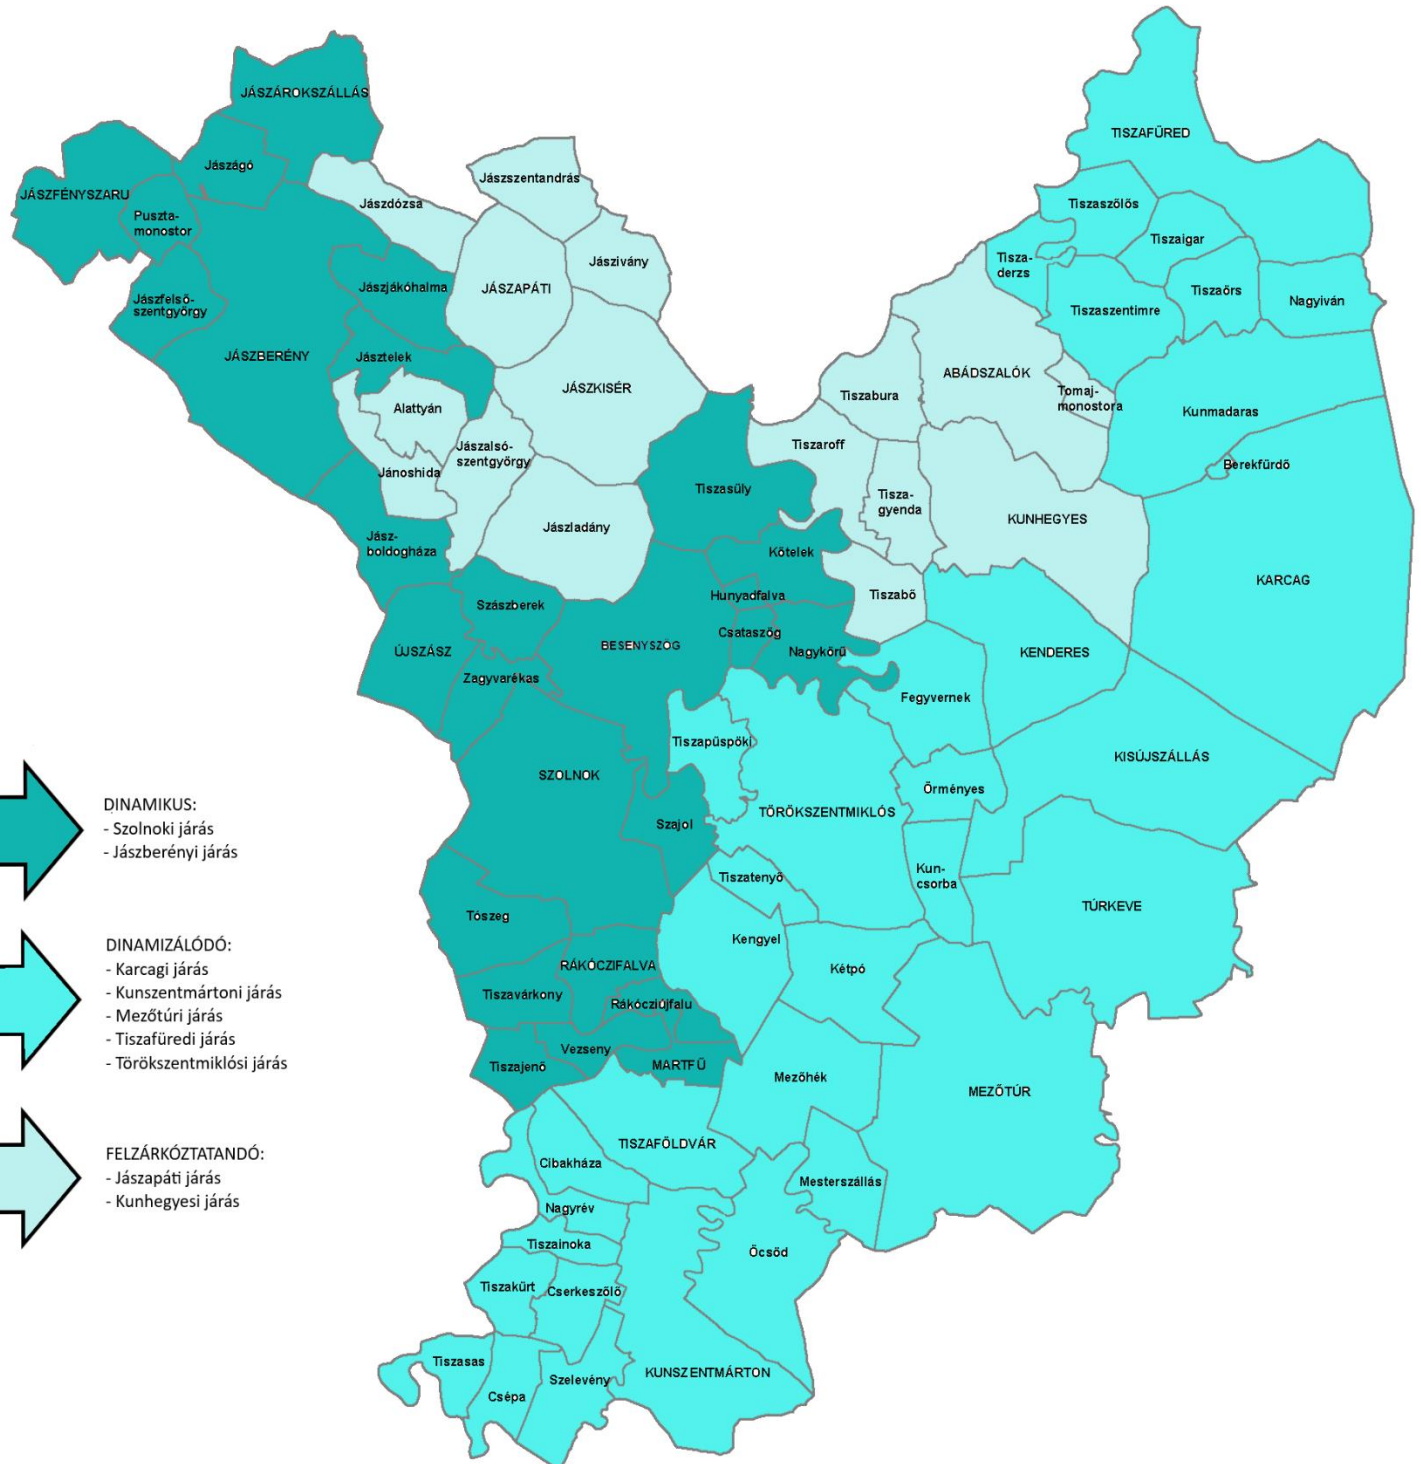 JÁSZÁROKSZÁLLÁS
TISZAFÜRED
Jászágó
Jászszentandrás
JÁSZFÉNYSZARU
Jászdózsa
Tiszaszőlős
Puszta-
monostor
Tiszaigar
Jászivány
Tisza-
derzs
Jászjákóhalma
JÁSZAPÁTI
Tiszaörs
Nagyiván
Jászfelső-
szentgyörgy
Tiszaszentimre
JÁSZBERÉNY
Jásztelek
ABÁDSZALÓK
JÁSZKISÉR
Tiszabura
Tomaj-
monostora
Alattyán
Kunmadaras
Tiszaroff
Jászalsó-
szentgyörgy
Jánoshida
Berekfürdő
Tiszasüly
Tisza-
gyenda
KUNHEGYES
Jászladány
Jász-
boldogháza
Kőtelek
KARCAG
Hunyadfalva
Tiszabő
Szászberek
Csataszög
BESENYSZÖG
ÚJSZÁSZ
Nagykörű
KENDERES
Zagyvarékas
Fegyvernek
Tiszapüspöki
KISÚJSZÁLLÁS
SZOLNOK
Örményes
TÖRÖKSZENTMIKLÓS
Szajol
Tiszatenyő
Kun-
csorba
TÚRKEVE
Tószeg
Kengyel
Kétpó
RÁKÓCZIFALVA
Tiszavárkony
Rákócziújfalu
Vezseny
Tiszajenő
MARTFŰ
Mezőhék
MEZŐTÚR
TISZAFÖLDVÁR
Cibakháza
Mesterszállás
Nagyrév
Tiszainoka
Öcsöd
Tiszakürt
Cserkeszőlő
Tiszasas
KUNSZENTMÁRTON
Szelevény
Csépa
DINAMIKUS:
- Szolnoki járás
- Jászberényi járás
DINAMIZÁLÓDÓ:
- Karcagi járás
- Kunszentmártoni járás
- Mezőtúri járás
- Tiszafüredi járás
- Törökszentmiklósi járás
FELZÁRKÓZTATANDÓ:
- Jászapáti járás
- Kunhegyesi járás